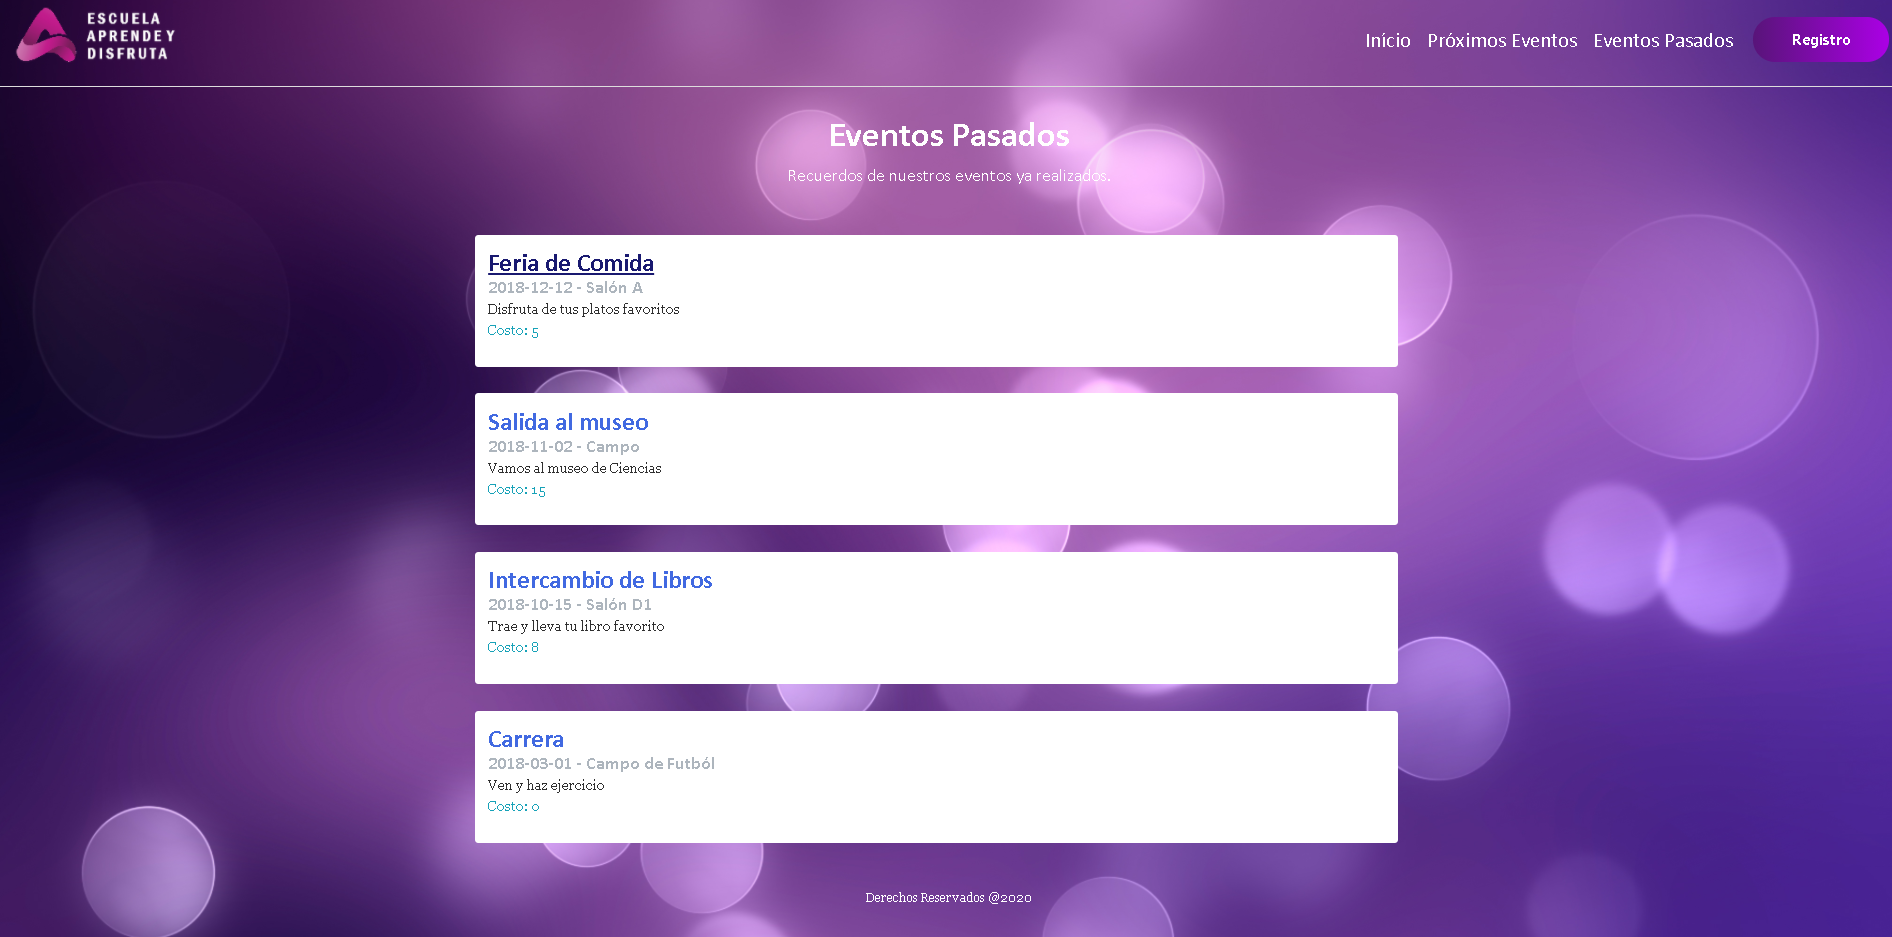 ESCUELA
APRENDE Y
DISFRUTA
Início Próximos Eventos Eventos Pasados Registro
Eventos Pasados
Recuerdos de nuestros eventos ya realizados.
Feria de Comida
2018-12-12 - Salón A
Disfruta de tus platos favoritos
Costo: 5
Salida al museo
2018-11-02 - Campo
Vamos al museo de Ciencias
Costo: 15
Intercambio de Libros
2018-10-15 - Salón D1
Trae y lleva tu libro favorito
Costo: 8
Carrera
2018-03-01 - Campo de Futból
Ven y haz ejercicio
Costo: 0
Derechos Reservados @2020